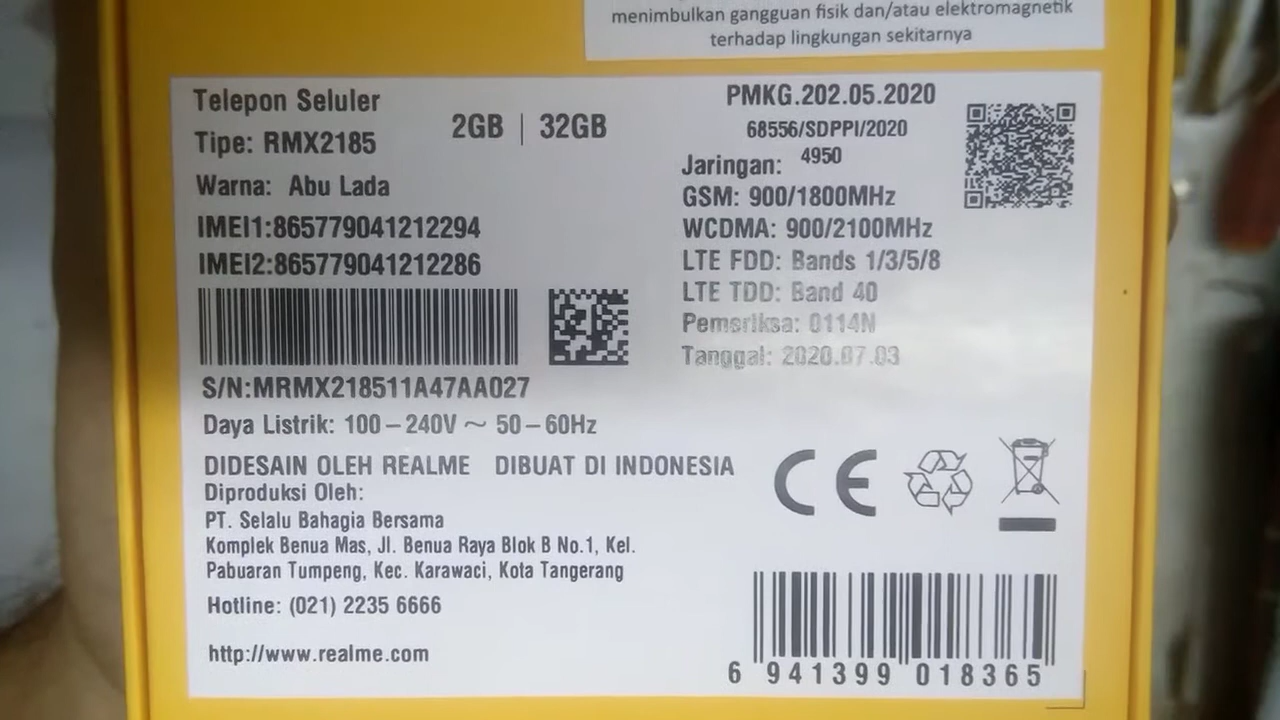 menimbulkan gangguan fisik dan/atau elektromagnetik
terhadap lingkungan sekitarnya
Telepon Seluler
Tipe: RMX2185
2GB | 32GB
Warna: Abu Lada
IMEI1:865779041212294
IMEI2:865779041212286
S/N:MRMX218511A47AA027
Daya Listrik: 100–240V ~ 50–60Hz
DIDESAIN OLEH REALME DIBUAT DI INDONESIA
Diproduksi Oleh:
PT. Selalu Bahagia Bersama
Komplek Benua Mas, Jl. Benua Raya Blok B No.1, Kel.
Pabuaran Tumpeng, Kec. Karawaci, Kota Tangerang
Hotline: (021) 2235 6666
http://www.realme.com
PMKG.202.05.2020
68556/SDPPI/2020
4950
Jaringan:
GSM: 900/1800MHz
WCDMA: 900/2100MHz
LTE FDD: Bands 1/3/5/8
LTE TDD: Band 40
Pemeriksa: 0114N
Tanggal: 2020.07.03
CE
6 941399 018365